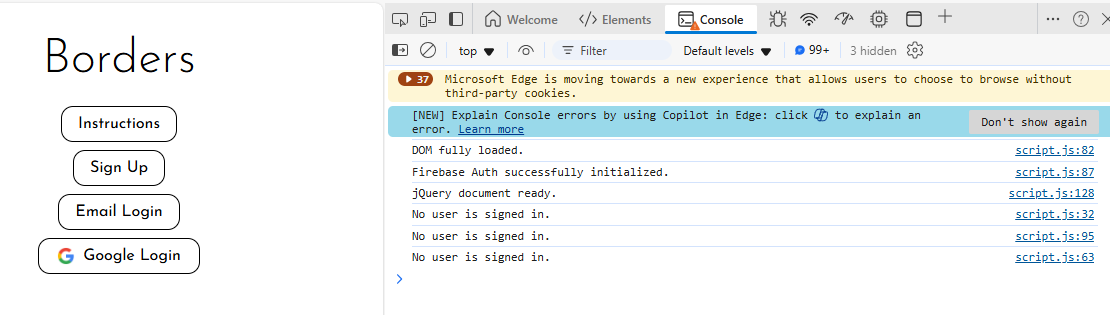 Borders
Instructions
Sign Up
Email Login
Google Login
Welcome
Elements
Console
top
Filter
Default levels
99+
3 hidden
37
Microsoft Edge is moving towards a new experience that allows users to choose to browse without
third-party cookies.
[NEW] Explain Console errors by using Copilot in Edge: click to explain an
error. Learn more
Don't show again
DOM fully loaded. script.js:82
Firebase Auth successfully initialized. script.js:87
jQuery document ready. script.js:128
No user is signed in. script.js:32
No user is signed in. script.js:95
No user is signed in. script.js:63